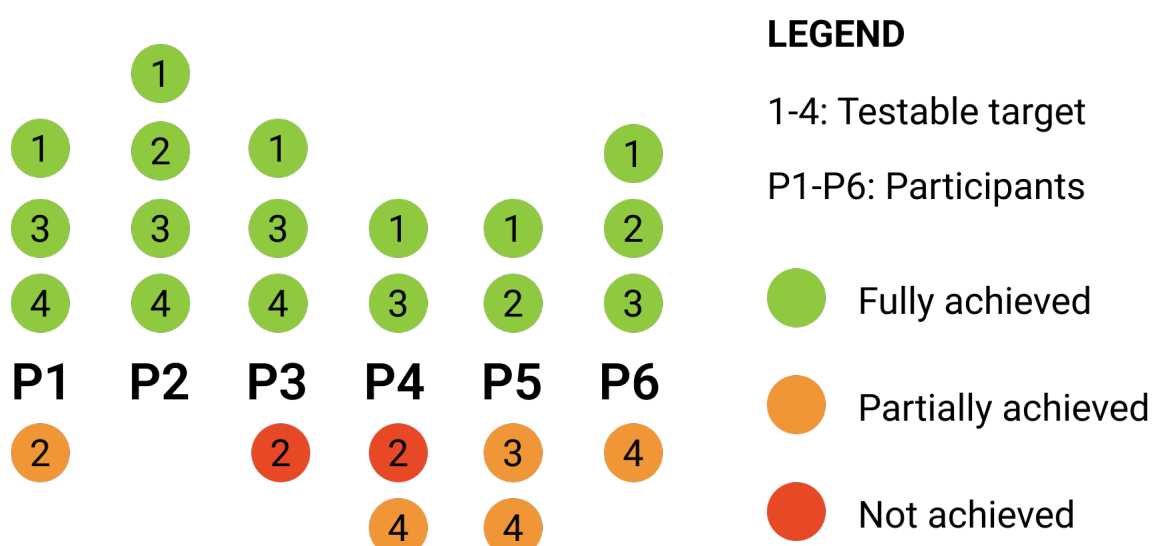 LEGEND
1
1-4: Testable target
1 2 1 1
P1-P6: Participants
3 3 3 1 1 2
4 4 4 3 2 3
Fully achieved
P1 P2 P3 P4 P5 P6
Partially achieved
2 2 2 3 4
4 4
Not achieved